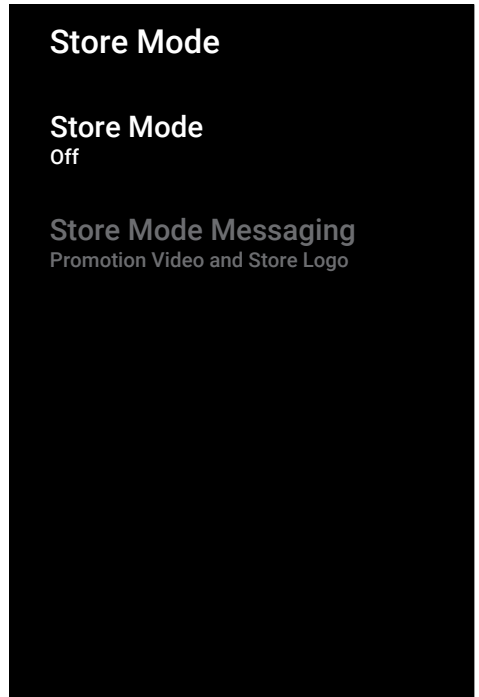 Store Mode
Store Mode
Off
Store Mode Messaging
Promotion Video and Store Logo